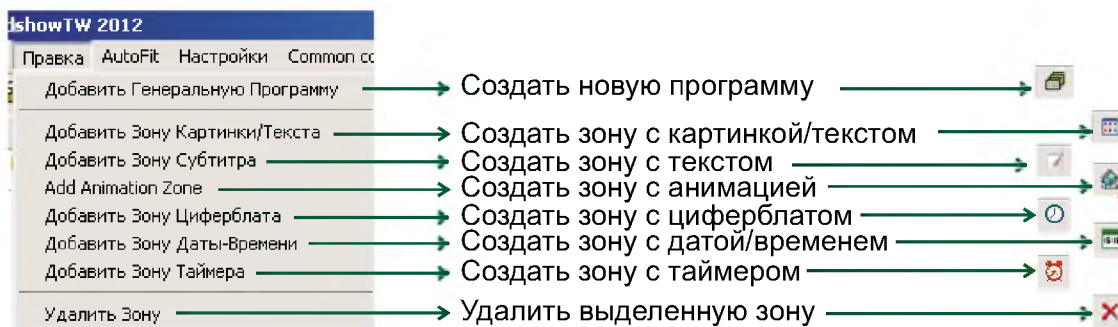 dshowTW 2012
Правка AutoFit Настройки Common co
Добавить Генеральную Программу Создать новую программу
Добавить Зону Картинки/Текста Создать зону с картинкой/текстом
Добавить Зону Субтитра Создать зону с текстом
Add Animation Zone Создать зону с анимацией
Добавить Зону Циферблата Создать зону с циферблатом
Добавить Зону Даты-Времени Создать зону с датой/временем
Добавить Зону Таймера Создать зону с таймером
Удалить Зону Удалить выделенную зону